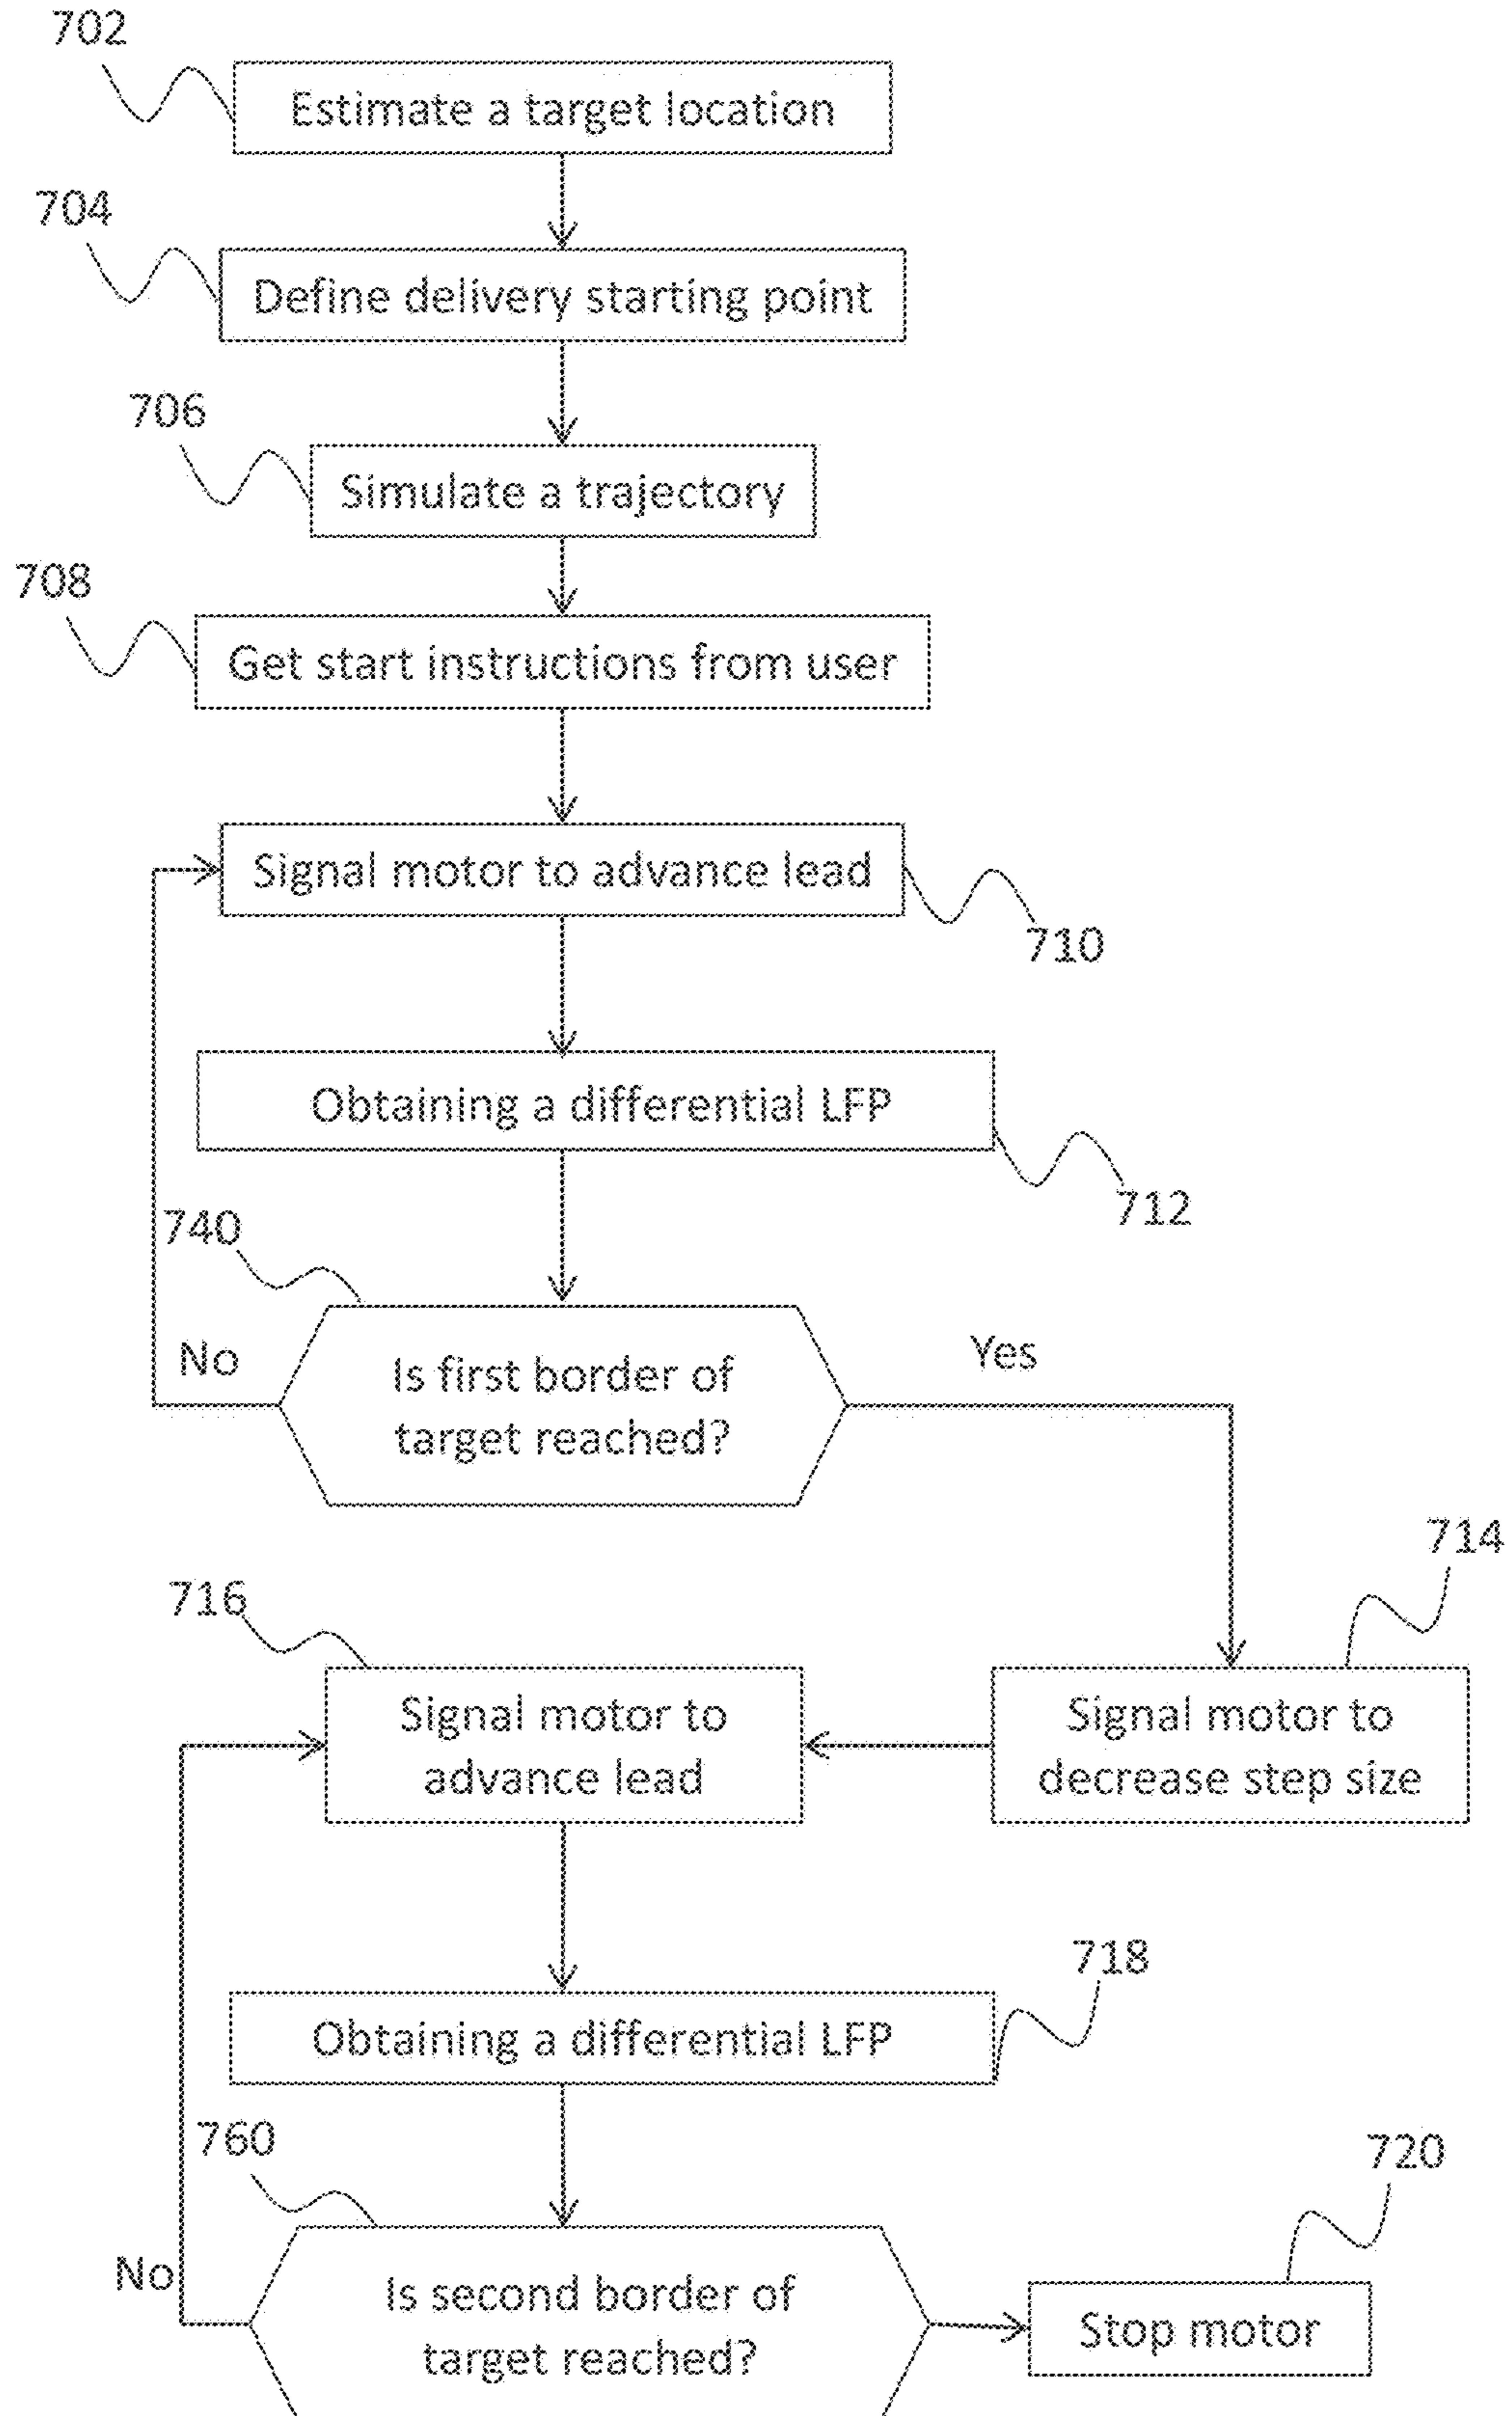 702
Estimate a target location
704
Define delivery starting point
706
Simulate a trajectory
708
Get start instructions from user
Signal motor to advance lead
710
Obtaining a differential LFP
712
740
No
Is first border of
target reached?
Yes
714
716
Signal motor to
advance lead
Signal motor to
decrease step size
718
Obtaining a differential LFP
760
720
No
Is second border of
target reached?
Stop motor